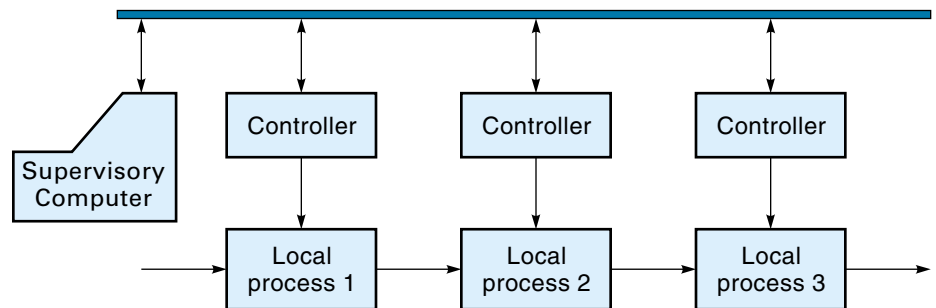 Controller
Controller
Controller
Supervisory
Computer
Local
process 1
Local
process 2
Local
process 3